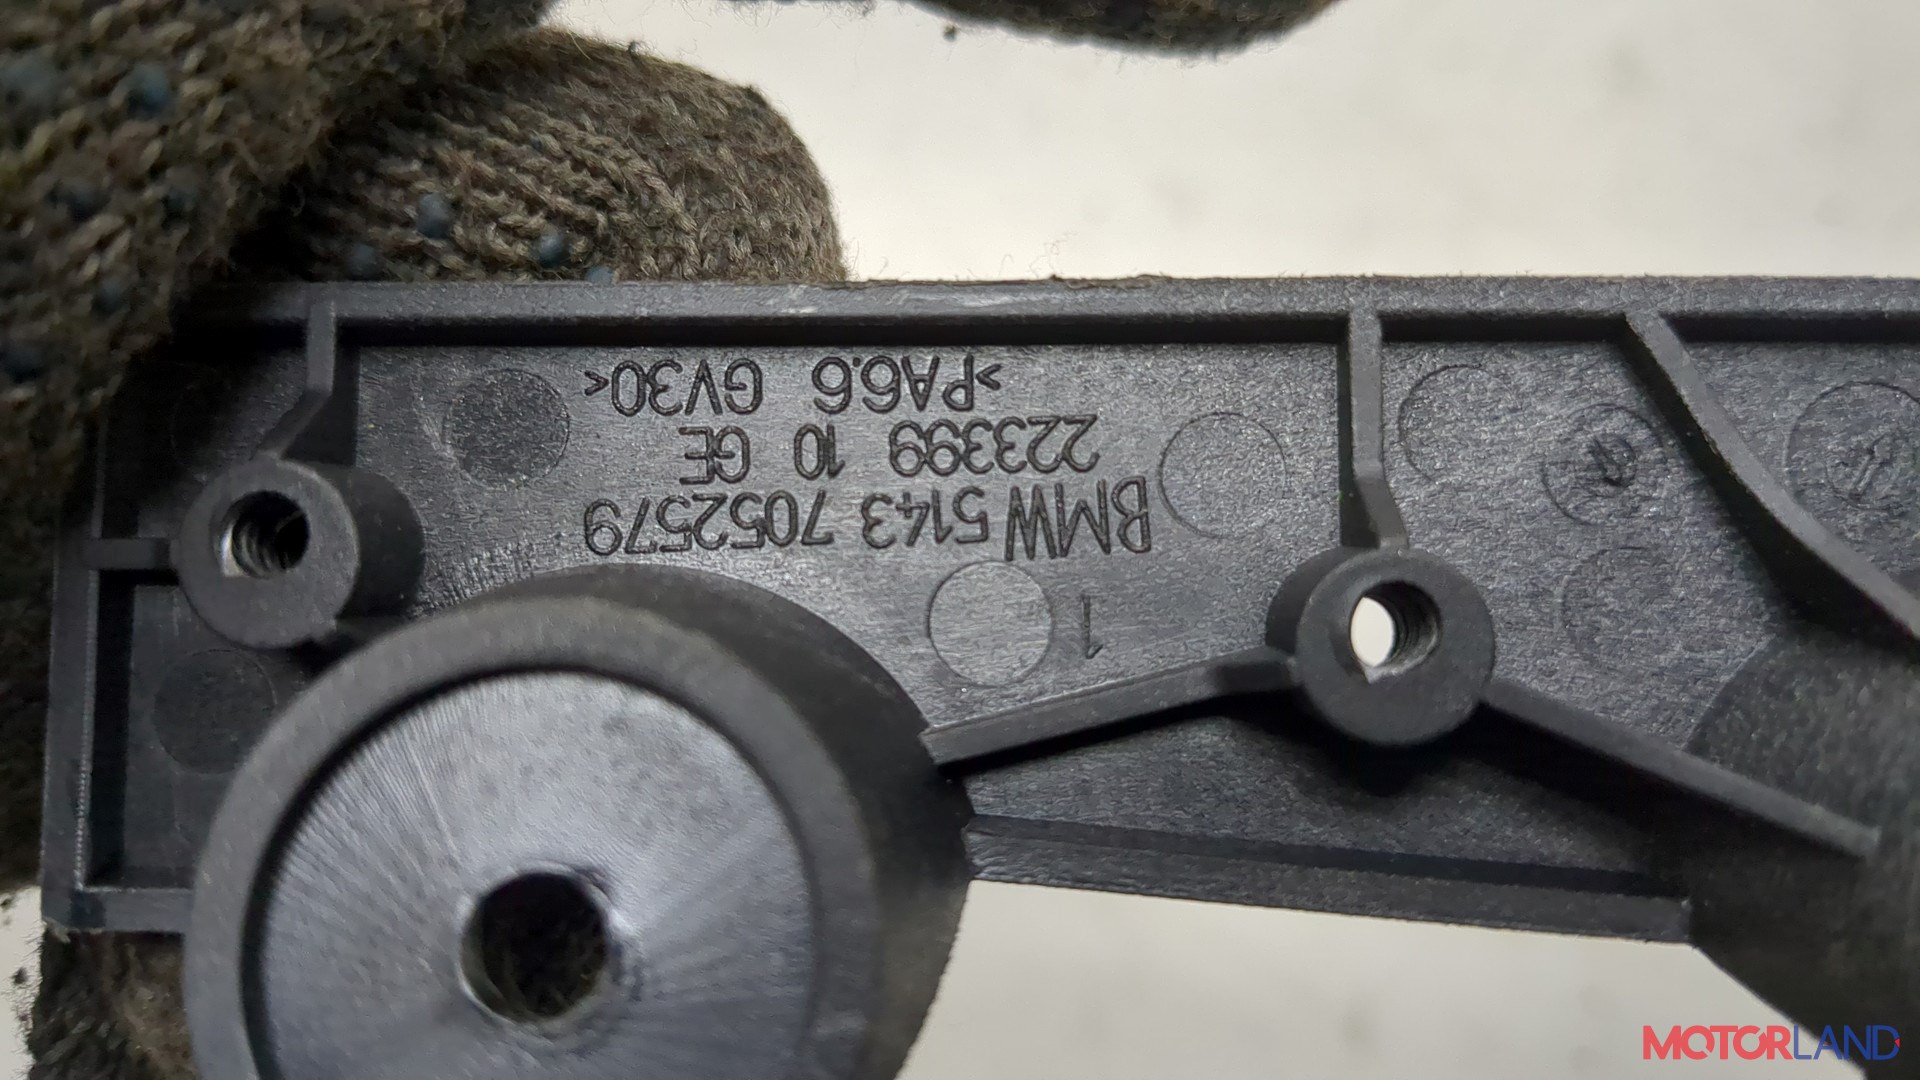 1
BMW 5143 7052579
223399 10 GE
>PA6.6 GV30<
MOTORLAND